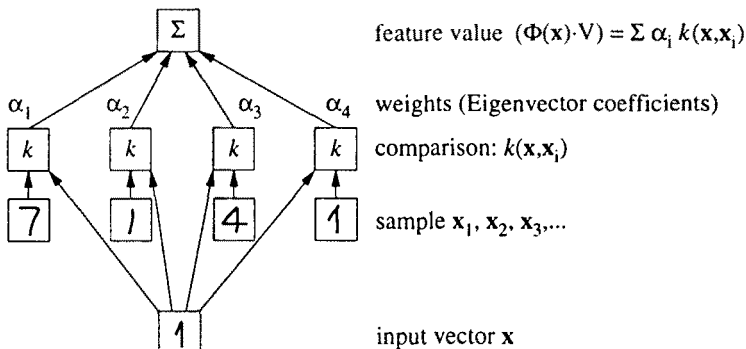 Σ feature value (Φ(x)·V) = Σ αᵢ k(x,xᵢ)
α₁ α₂ α₃ α₄ weights (Eigenvector coefficients)
k k k k comparison: k(x,xᵢ)
7 1 4 1 sample x₁, x₂, x₃,...
1 input vector x